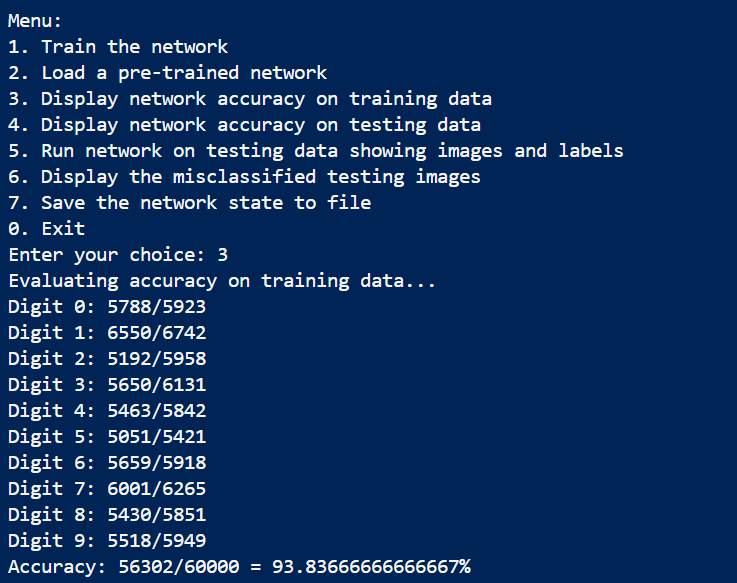 Menu:
1. Train the network
2. Load a pre-trained network
3. Display network accuracy on training data
4. Display network accuracy on testing data
5. Run network on testing data showing images and labels
6. Display the misclassified testing images
7. Save the network state to file
0. Exit
Enter your choice: 3
Evaluating accuracy on training data...
Digit 0: 5788/5923
Digit 1: 6550/6742
Digit 2: 5192/5958
Digit 3: 5650/6131
Digit 4: 5463/5842
Digit 5: 5051/5421
Digit 6: 5659/5918
Digit 7: 6001/6265
Digit 8: 5430/5851
Digit 9: 5518/5949
Accuracy: 56302/60000 = 93.83666666666667%